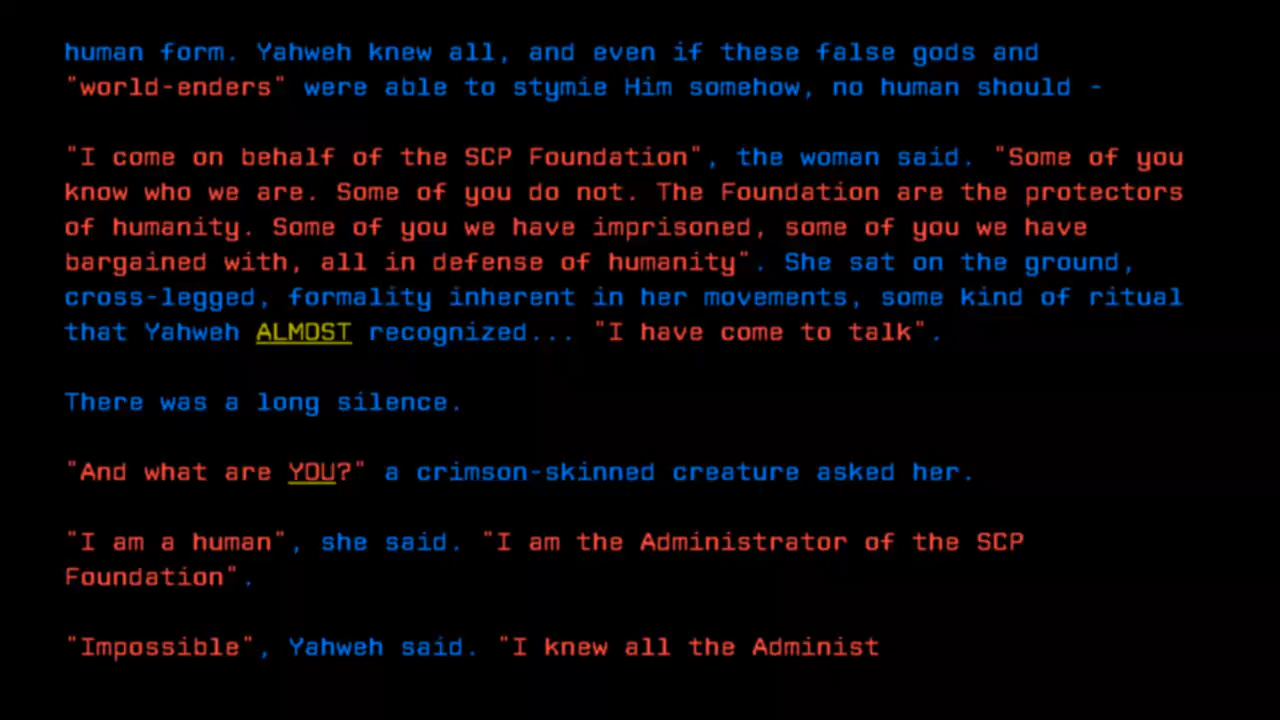 human form. Yahweh knew all, and even if these false gods and
"world-enders" were able to stymie Him somehow, no human should -
"I come on behalf of the SCP Foundation", the woman said. "Some of you
know who we are. Some of you do not. The Foundation are the protectors
of humanity. Some of you we have imprisoned, some of you we have
bargained with, all in defense of humanity". She sat on the ground,
cross-legged, formality inherent in her movements, some kind of ritual
that Yahweh ALMOST recognized... "I have come to talk".
There was a long silence.
"And what are YOU?" a crimson-skinned creature asked her.
"I am a human", she said. "I am the Administrator of the SCP
Foundation".
"Impossible", Yahweh said. "I knew all the Administ